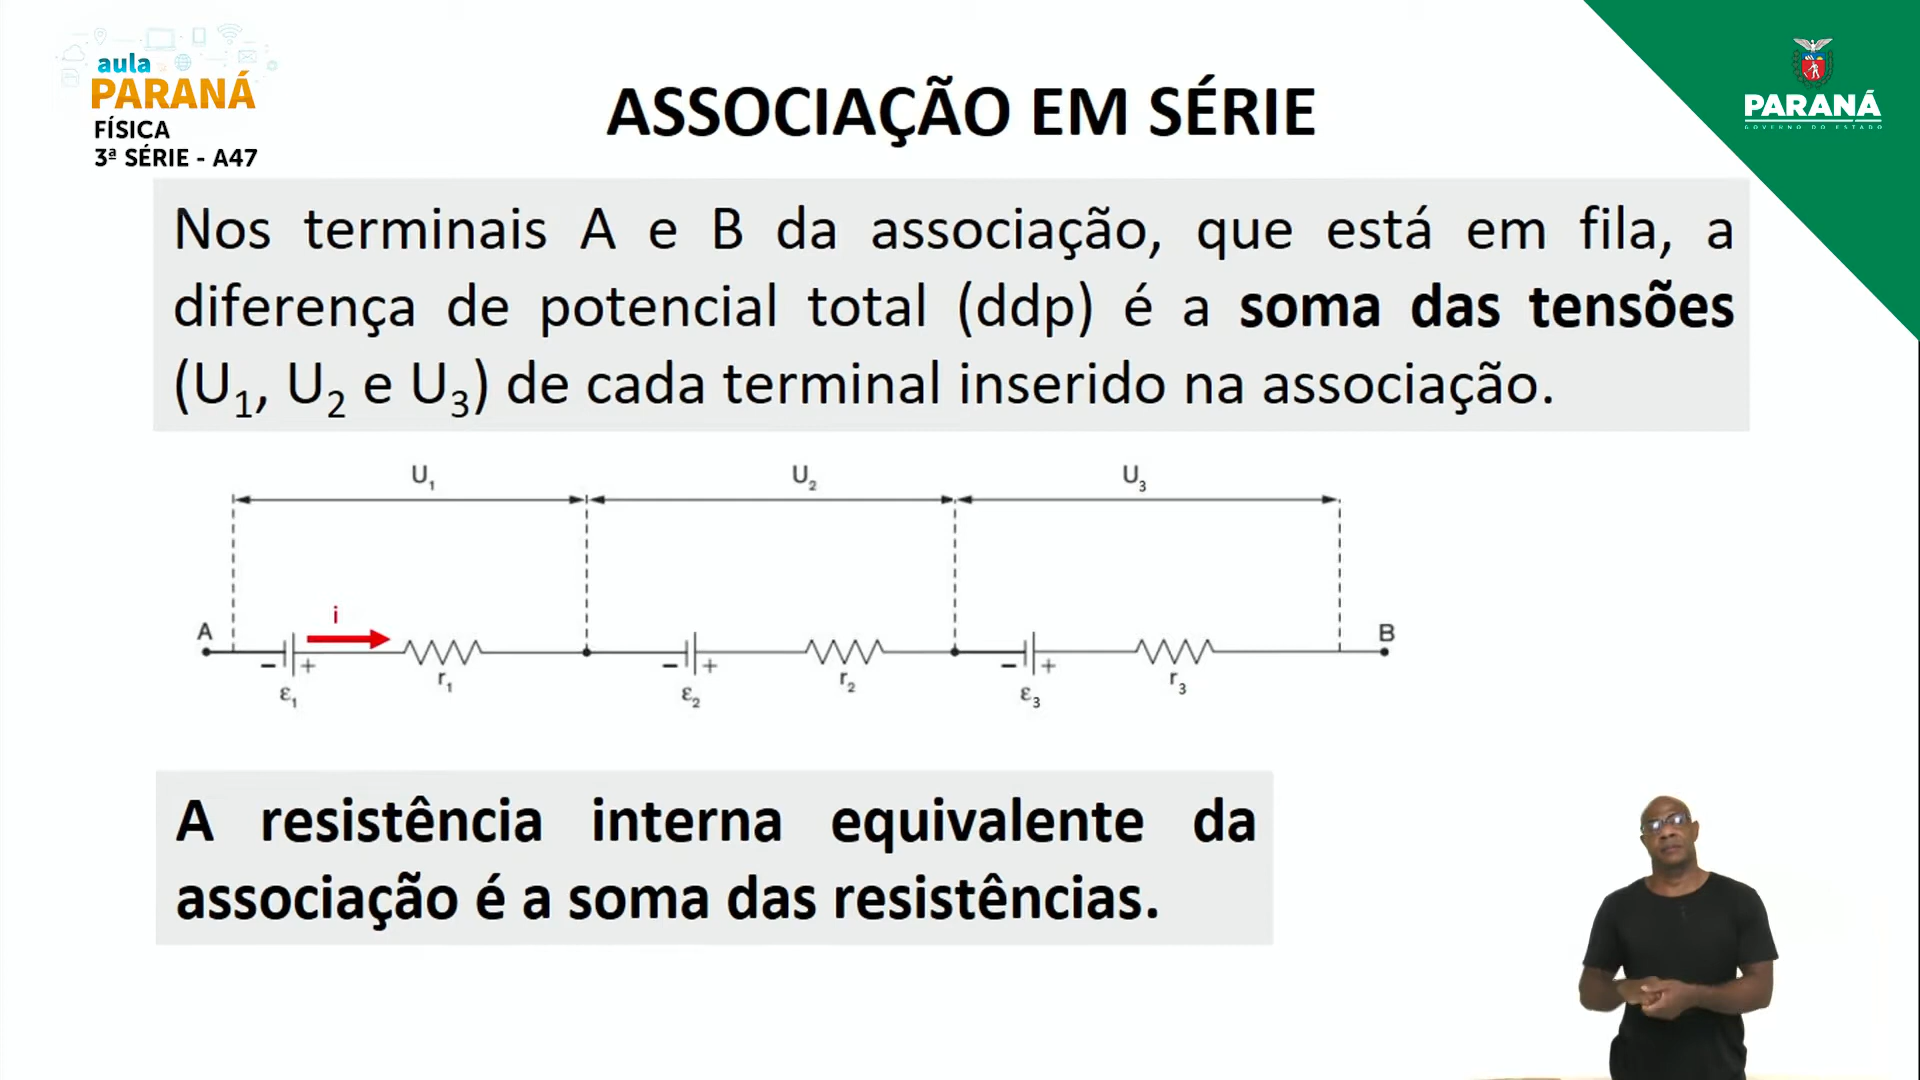 aula
PARANÁ
FÍSICA
3ª SÉRIE - A47
ASSOCIAÇÃO EM SÉRIE
PARANÁ
GOVERNO DO ESTADO
Nos terminais A e B da associação, que está em fila, a
diferença de potencial total (ddp) é a soma das tensões
(U₁, U₂ e U₃) de cada terminal inserido na associação.
U₁ U₂ U₃
A i B
− + − + − +
ε₁ r₁ ε₂ r₂ ε₃ r₃
A resistência interna equivalente da
associação é a soma das resistências.